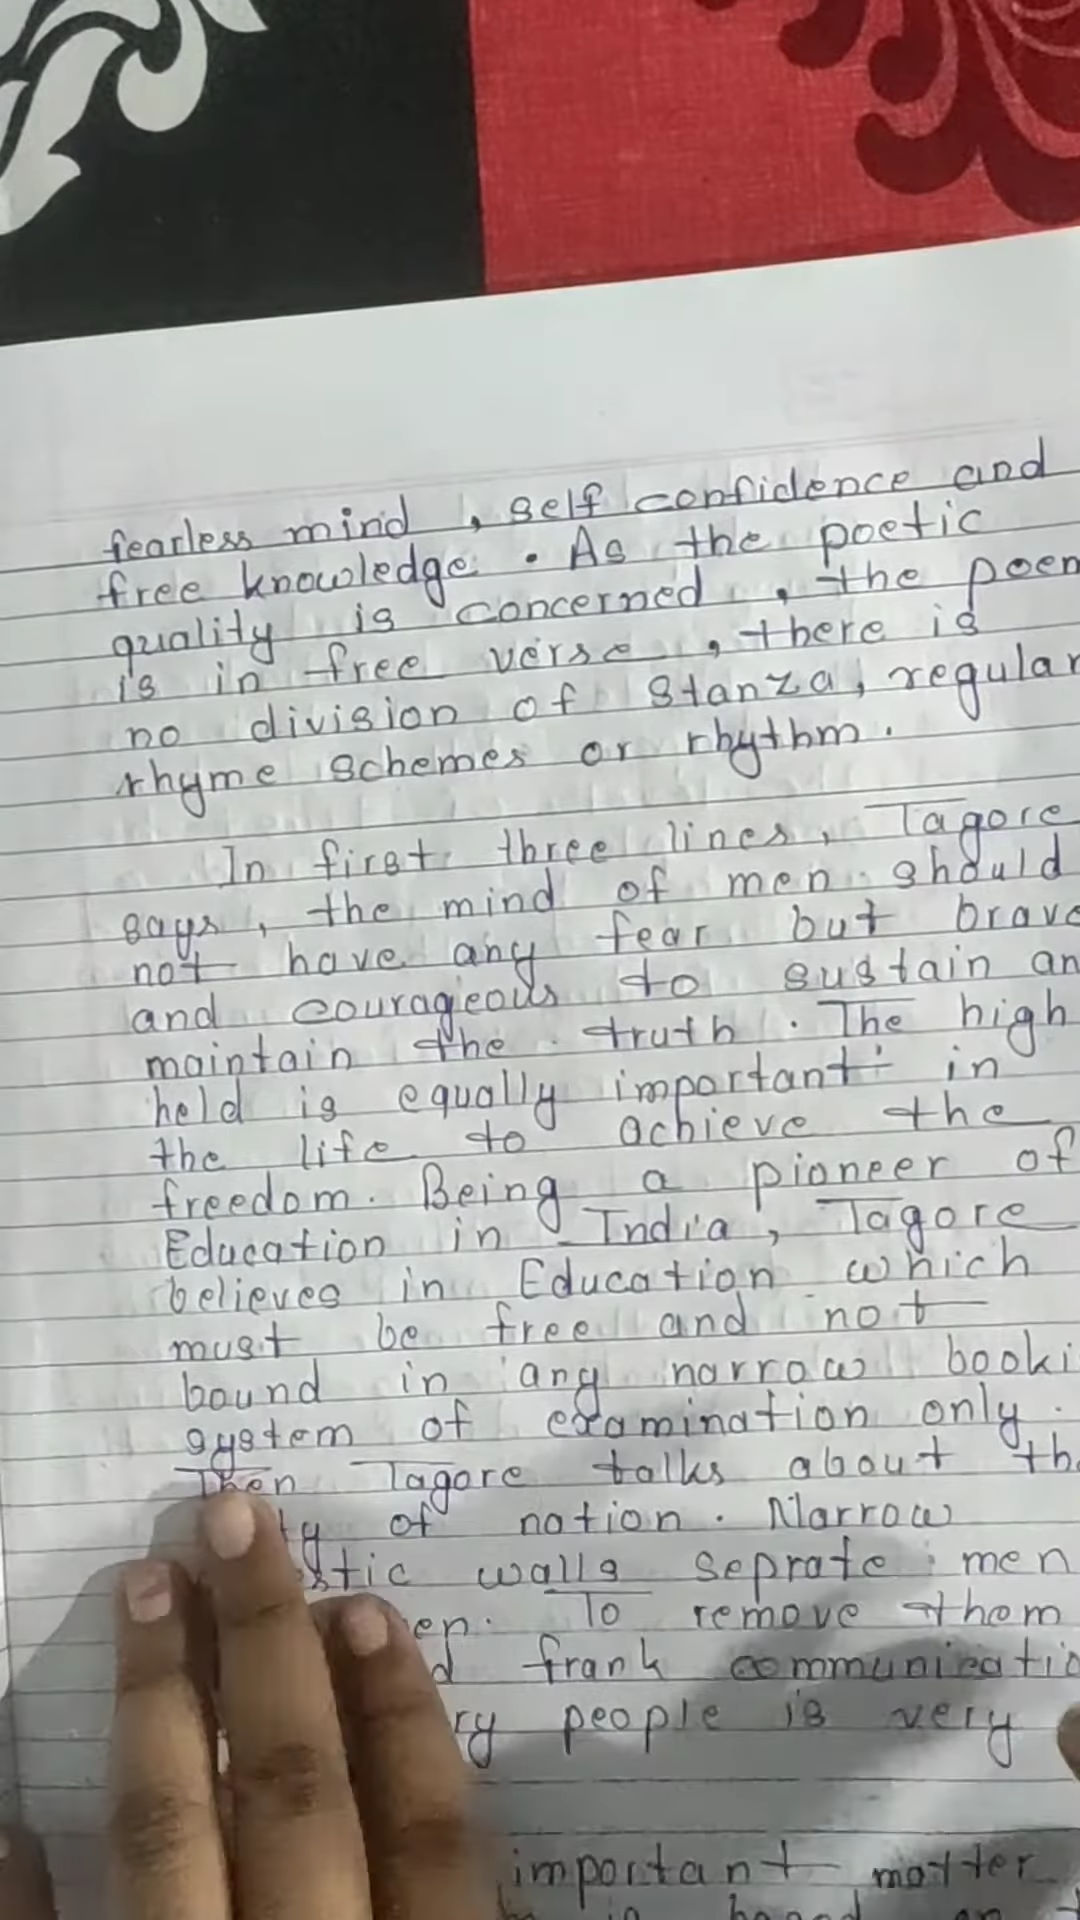 fearless mind, self confidence and
free knowledge. As the poetic
quality is concerned, the poem
is in free verse, there is
no division of stanza, regular
rhyme schemes or rhythm.
In first three lines, Tagore
says, the mind of men should
not have any fear but brave
and courageous to sustain an
maintain the truth. The high
held is equally important in
the life to achieve the
freedom. Being a pioneer of
Education in India, Tagore
believes in Education which
must be free and not
bound in any narrow booki
system of examination only.
Then Tagore talks about the
of nation. Narrow
walls seprate men
To remove them
frank communicatio
people is very
important matter